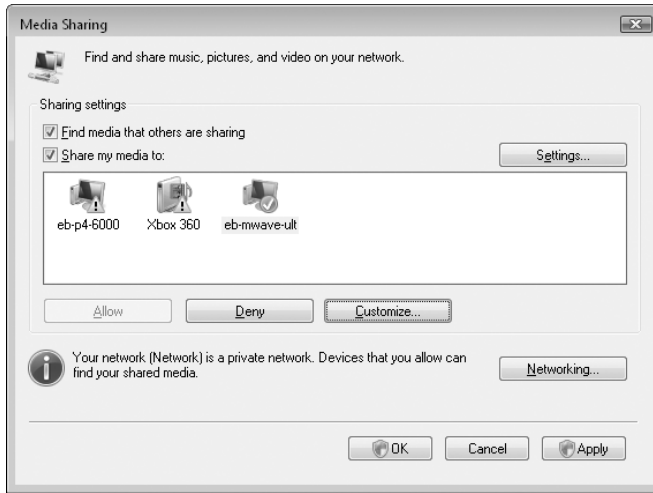 Media Sharing
Find and share music, pictures, and video on your network.
Sharing settings
Find media that others are sharing
Share my media to:
Settings...
eb-p4-6000
Xbox 360
eb-mwave-ult
Allow
Deny
Customize...
Your network (Network) is a private network. Devices that you allow can
find your shared media.
Networking...
OK
Cancel
Apply